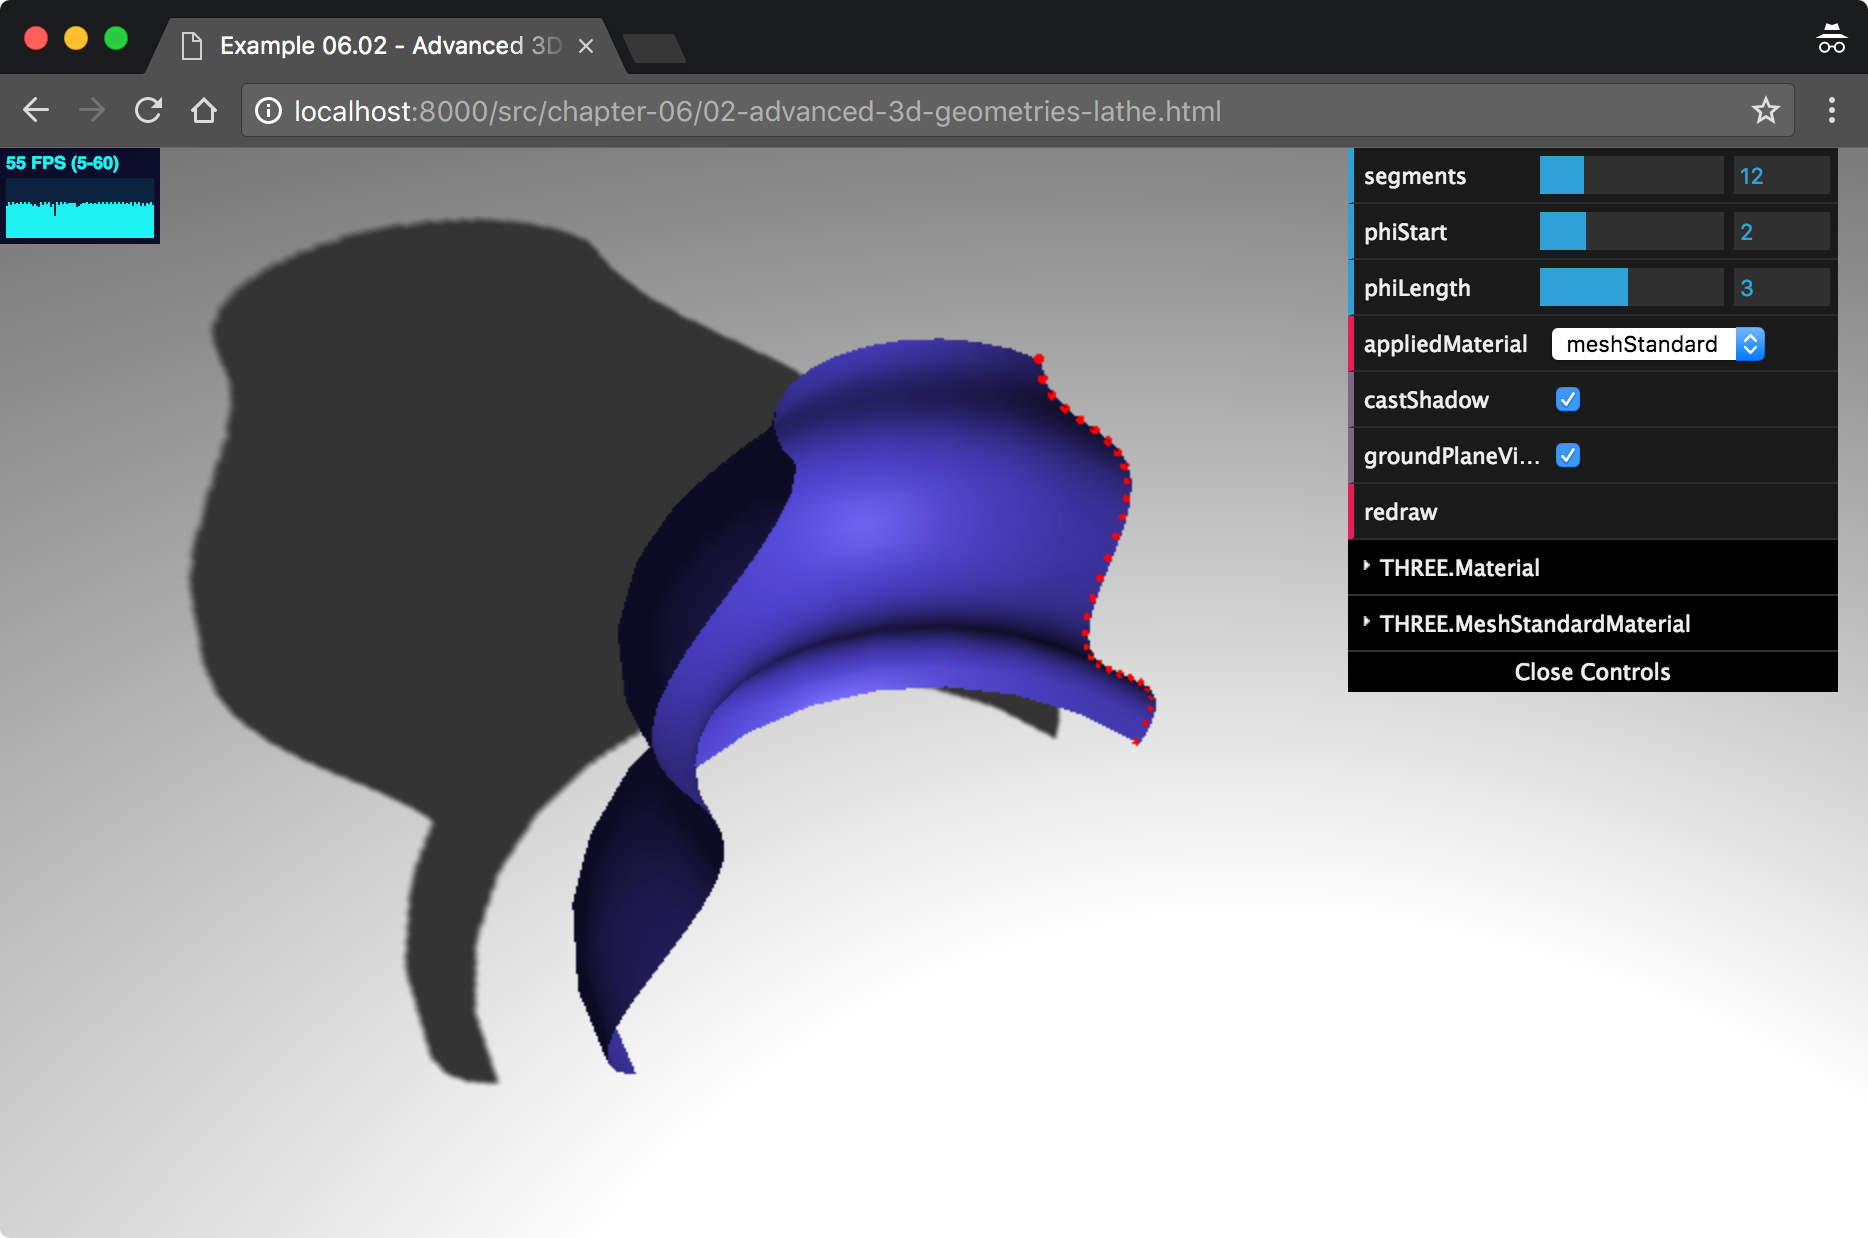 Example 06.02 - Advanced 3D
localhost:8000/src/chapter-06/02-advanced-3d-geometries-lathe.html
55 FPS (5-60)
segments 12
phiStart 2
phiLength 3
appliedMaterial meshStandard
castShadow
groundPlaneVi...
redraw
THREE.Material
THREE.MeshStandardMaterial
Close Controls